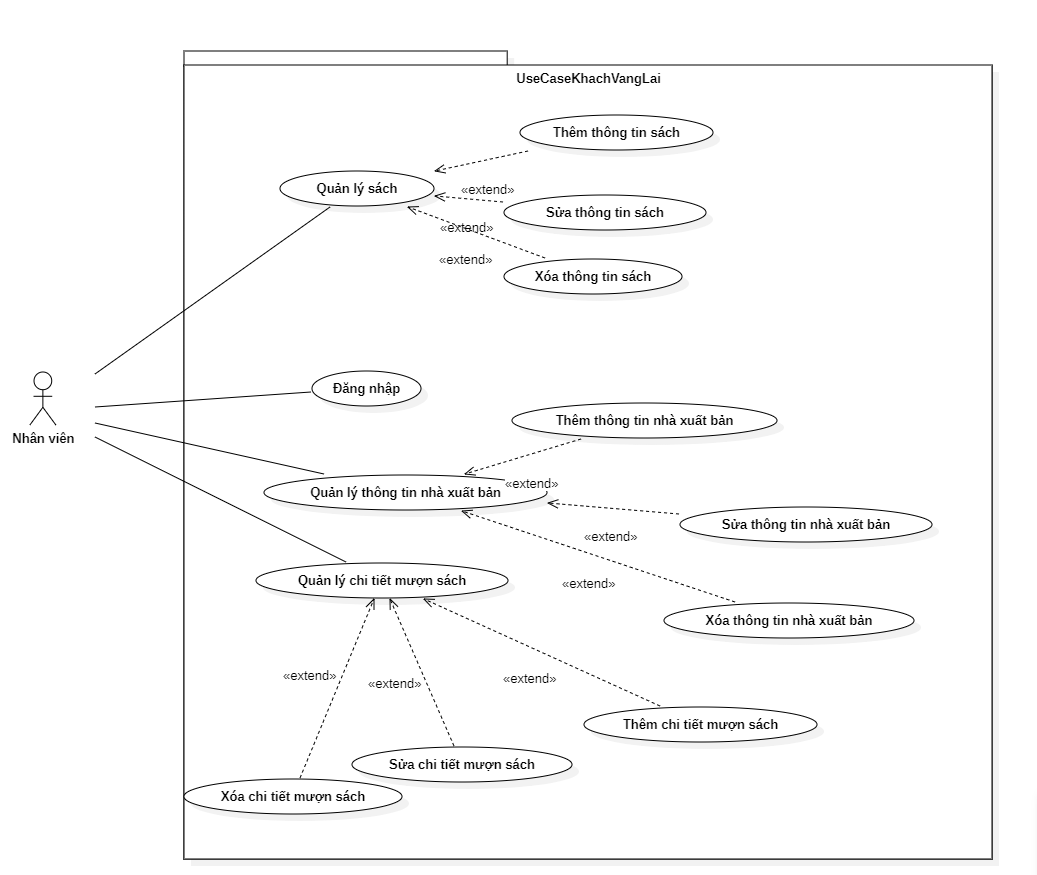 UseCaseKhachVangLai
Thêm thông tin sách
Quản lý sách
«extend»
Sửa thông tin sách
«extend»
«extend»
Xóa thông tin sách
Đăng nhập
Nhân viên
Thêm thông tin nhà xuất bản
«extend»
Quản lý thông tin nhà xuất bản
Sửa thông tin nhà xuất bản
«extend»
Quản lý chi tiết mượn sách
«extend»
Xóa thông tin nhà xuất bản
«extend»
«extend»
«extend»
Thêm chi tiết mượn sách
Sửa chi tiết mượn sách
Xóa chi tiết mượn sách